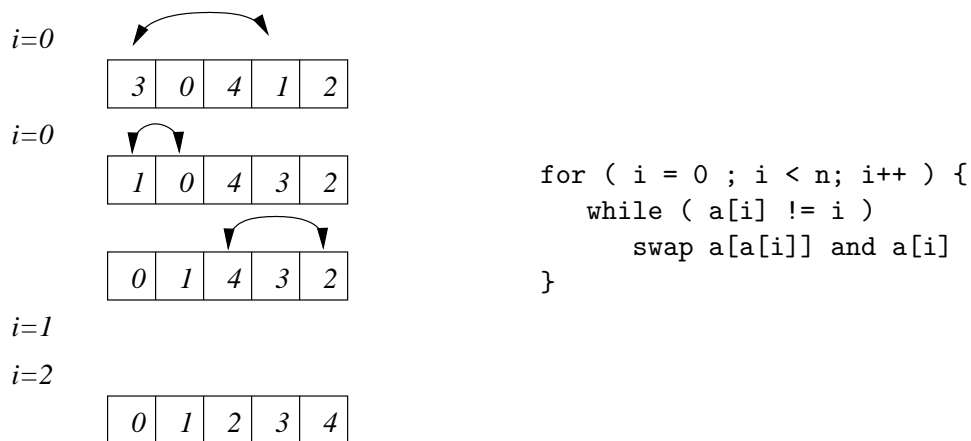 i=0
3 0 4 1 2
i=0
1 0 4 3 2
0 1 4 3 2
i=1
i=2
0 1 2 3 4
for ( i = 0 ; i < n; i++ ) {
while ( a[i] != i )
swap a[a[i]] and a[i]
}